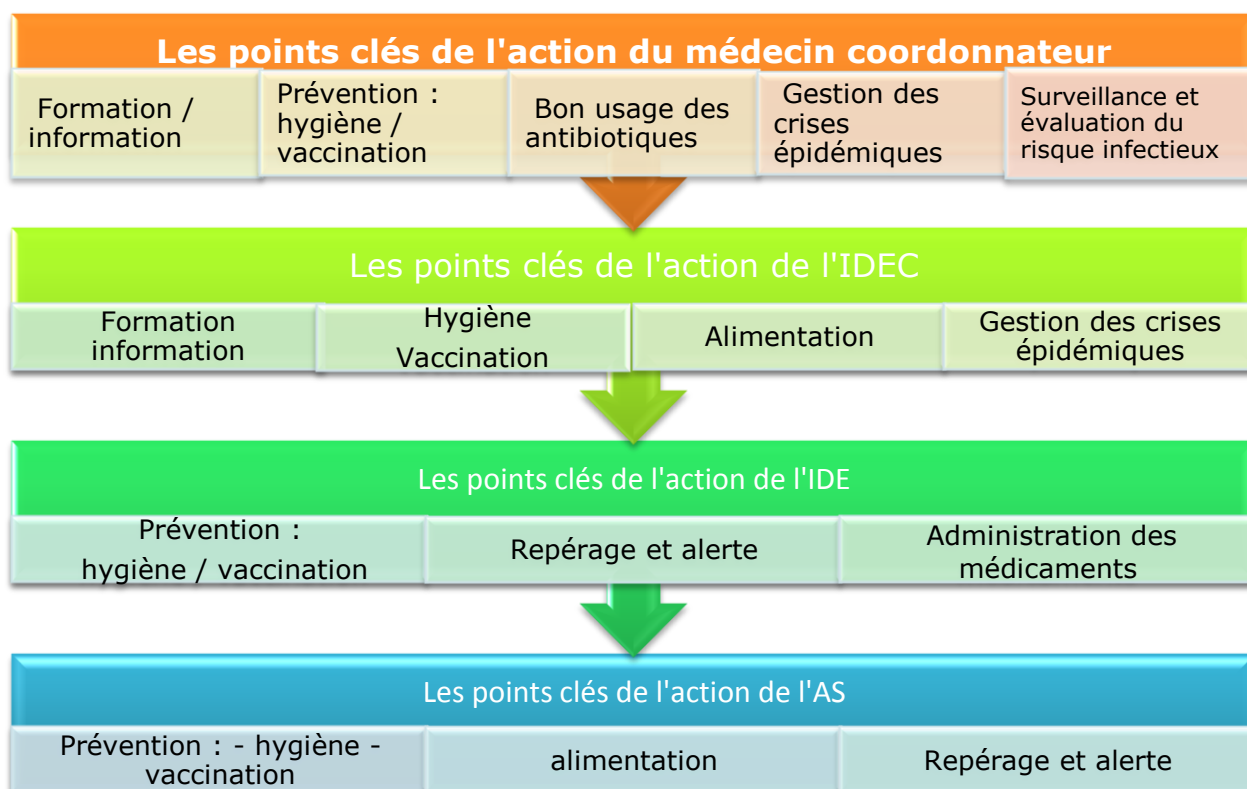 Les points clés de l'action du médecin coordonnateur
Formation /
information
Prévention :
hygiène /
vaccination
Bon usage des
antibiotiques
Gestion des
crises
épidémiques
Surveillance et
évaluation du
risque infectieux
Les points clés de l'action de l'IDEC
Formation
information
Hygiène
Vaccination
Alimentation
Gestion des crises
épidémiques
Les points clés de l'action de l'IDE
Prévention :
hygiène / vaccination
Repérage et alerte
Administration des
médicaments
Les points clés de l'action de l'AS
Prévention : - hygiène -
vaccination
alimentation
Repérage et alerte